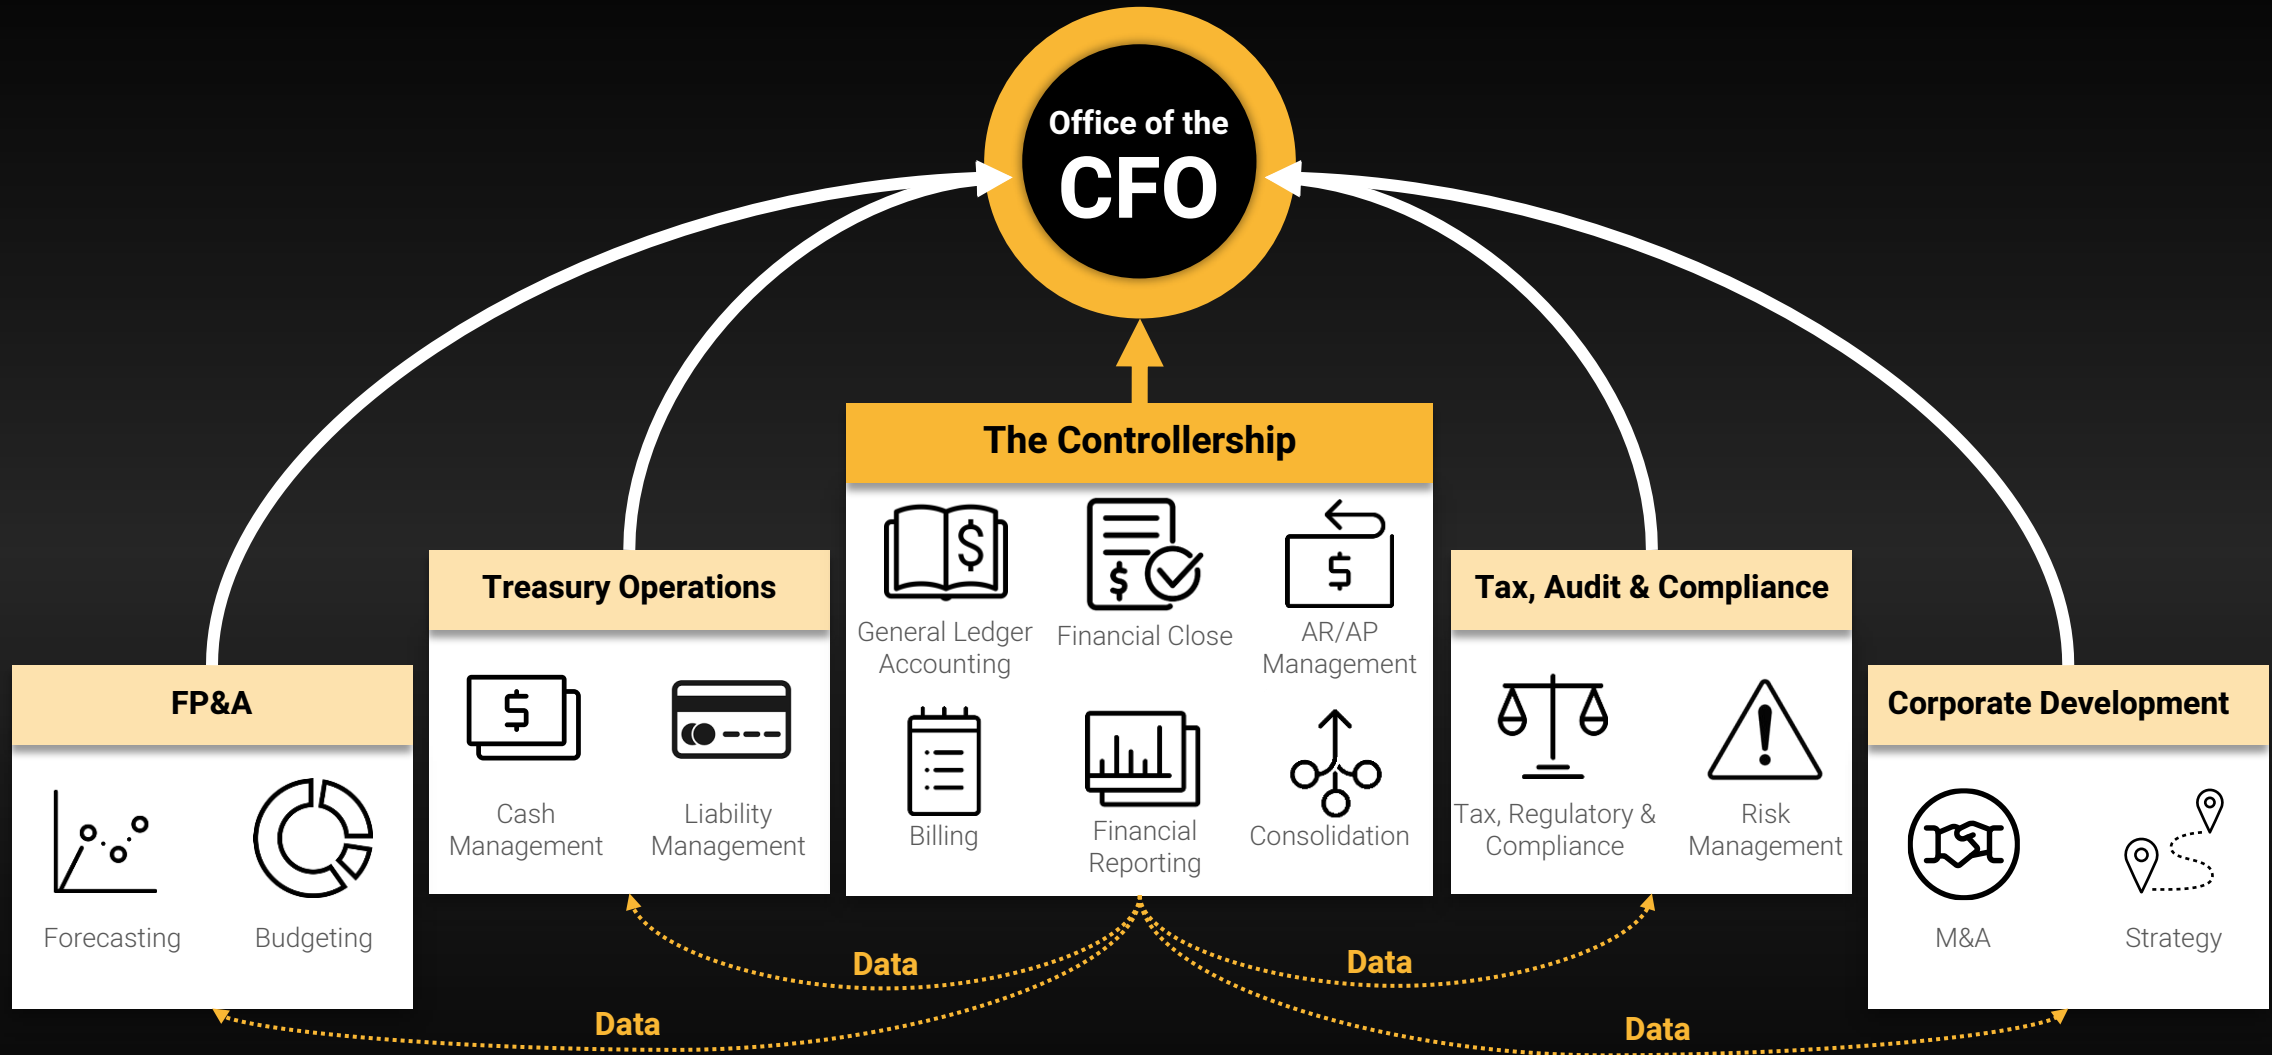 Office of the
CFO
The Controllership
General Ledger
Accounting
Financial Close
AR/AP
Management
Billing
Financial
Reporting
Consolidation
Treasury Operations
Cash
Management
Liability
Management
Tax, Audit & Compliance
Tax, Regulatory &
Compliance
Risk
Management
FP&A
Forecasting
Budgeting
Corporate Development
M&A
Strategy
Data
Data
Data
Data